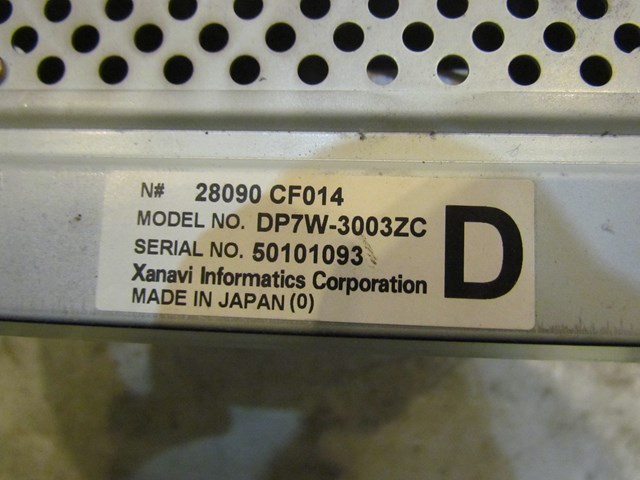 N# 28090 CF014
MODEL NO. DP7W-3003ZC
SERIAL NO. 50101093
Xanavi Informatics Corporation
MADE IN JAPAN (0)
D